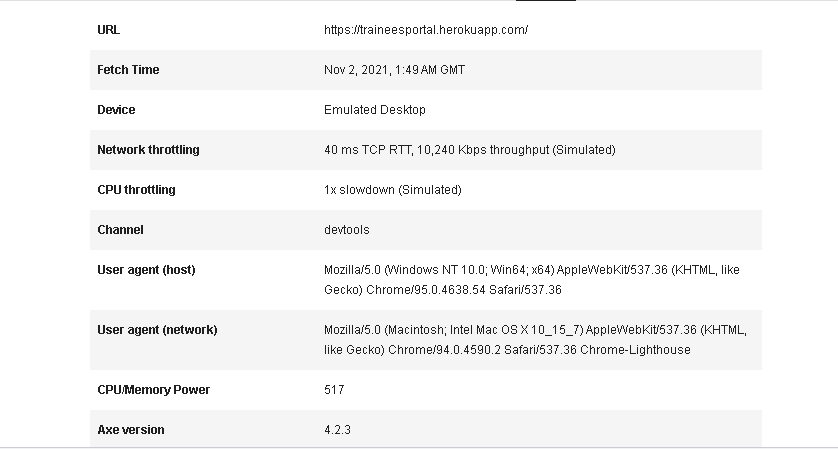 URL https://traineesportal.herokuapp.com/
Fetch Time Nov 2, 2021, 1:49 AM GMT
Device Emulated Desktop
Network throttling 40 ms TCP RTT, 10,240 Kbps throughput (Simulated)
CPU throttling 1x slowdown (Simulated)
Channel devtools
User agent (host) Mozilla/5.0 (Windows NT 10.0; Win64; x64) AppleWebKit/537.36 (KHTML, like
Gecko) Chrome/95.0.4638.54 Safari/537.36
User agent (network) Mozilla/5.0 (Macintosh; Intel Mac OS X 10_15_7) AppleWebKit/537.36 (KHTML,
like Gecko) Chrome/94.0.4590.2 Safari/537.36 Chrome-Lighthouse
CPU/Memory Power 517
Axe version 4.2.3